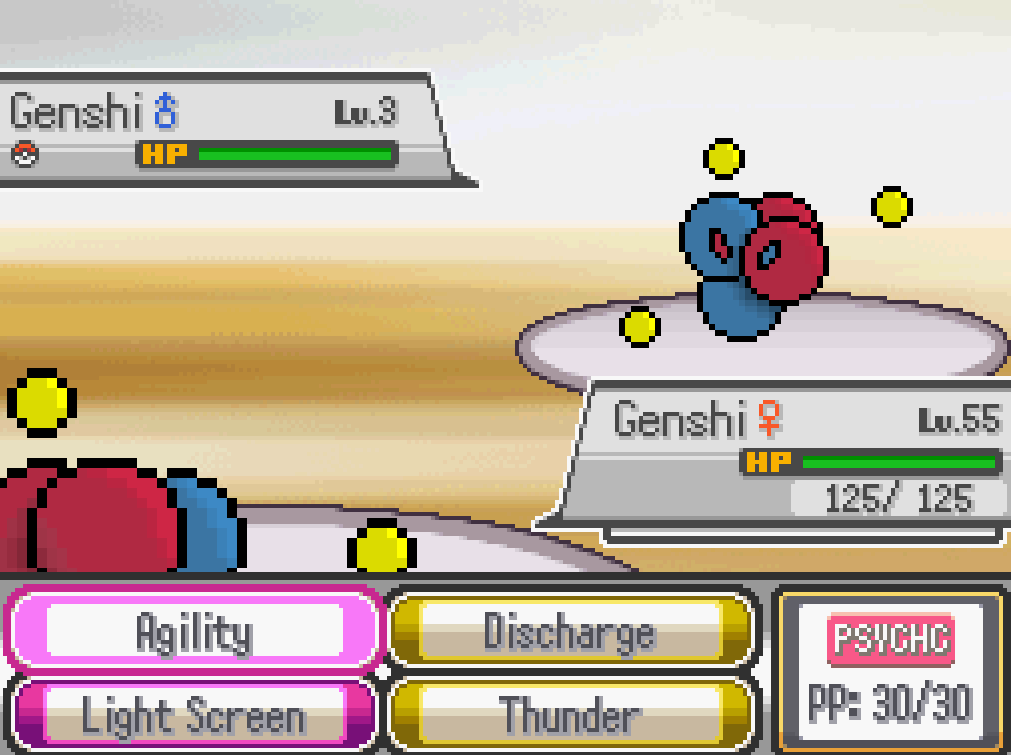 Genshi♂ Lv.3
HP
Genshi♀ Lv.55
HP
125/ 125
Agility
Discharge
PSYCHC
Light Screen
Thunder
PP: 30/30